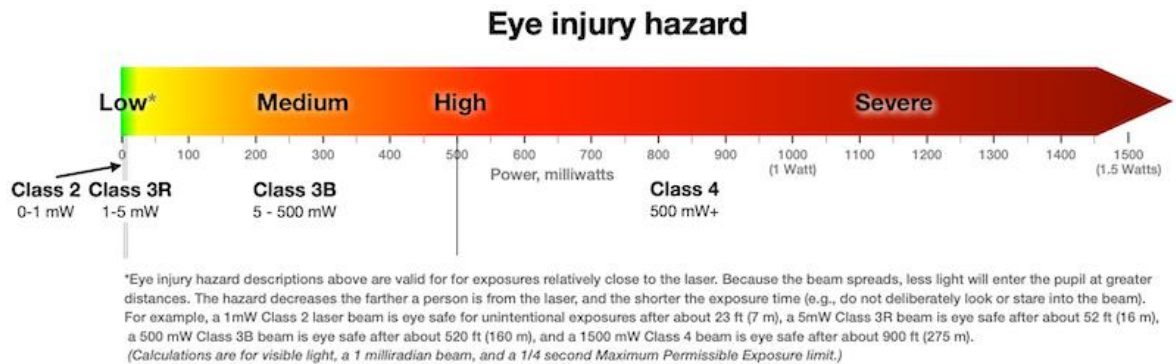 Eye injury hazard
Low* Medium High Severe
0 100 200 300 400 500 600 700 800 900 1000 1100 1200 1300 1400 1500
Power, milliwatts (1 Watt) (1.5 Watts)
Class 2 Class 3R Class 3B Class 4
0-1 mW 1-5 mW 5 - 500 mW 500 mW+
*Eye injury hazard descriptions above are valid for for exposures relatively close to the laser. Because the beam spreads, less light will enter the pupil at greater
distances. The hazard decreases the farther a person is from the laser, and the shorter the exposure time (e.g., do not deliberately look or stare into the beam).
For example, a 1mW Class 2 laser beam is eye safe for unintentional exposures after about 23 ft (7 m), a 5mW Class 3R beam is eye safe after about 52 ft (16 m),
a 500 mW Class 3B beam is eye safe after about 520 ft (160 m), and a 1500 mW Class 4 beam is eye safe after about 900 ft (275 m).
(Calculations are for visible light, a 1 milliradian beam, and a 1/4 second Maximum Permissible Exposure limit.)